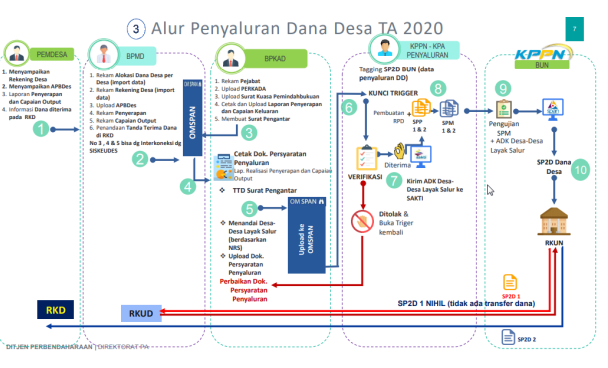 3 Alur Penyaluran Dana Desa TA 2020
7
PEMDESA
1. Menyampaikan
Rekening Desa
2. Menyampaikan APBDes
3. Laporan Penyerapan
dan Capaian Output
4. Informasi Dana diterima
pada RKD
1
BPMD
1. Rekam Alokasi Dana Desa per
Desa (import data)
2. Rekam Rekening Desa (import
data)
3. Upload APBDes
4. Rekam Penyerapan
5. Rekam Capaian Output
6. Penandaan Tanda Terima Dana
di RKD
No 3 , 4 & 5 bisa dg interkoneksi dg
SISKEUDES
2
OM SPAN
OMSPAN
BPKAD
1. Rekam Pejabat
2. Upload PERKADA
3. Upload Surat Kuasa Pemindahbukuan
4. Cetak dan Upload Laporan Penyerapan
dan Capaian Keluaran
5. Membuat Surat Pengantar
3
4
Cetak Dok. Persyaratan
Penyaluran
Lap. Realisasi Penyerapan dan Capaian
Output
❖ TTD Surat Pengantar
5
❖ Menandai Desa-
Desa Layak Salur
(berdasarkan
NRS)
❖ Upload Dok.
Persyaratan
Penyaluran
Perbaikan Dok.
Persyaratan
Penyaluran
OM SPAN
Upload ke
OMSPAN
KPPN - KPA
PENYALURAN
Tagging SP2D BUN (data
penyaluran DD)
KUNCI TRIGGER
6
Pembuatan
RPD
8
SPP
1 & 2
SPM
1 & 2
Diterima
VERIFIKASI
7
Kirim ADK Desa-
Desa Layak Salur ke
SAKTI
Ditolak &
Buka Triger
kembali
KPPN
BUN
9
Pengujian
SPM
+ ADK Desa-Desa
Layak Salur
SP2D Dana
Desa
10
RKUN
SP2D 1
SP2D 1 NIHIL (tidak ada transfer dana)
RKD
RKUD
SP2D 2
DITJEN PERBENDAHARAAN | DIREKTORAT PA